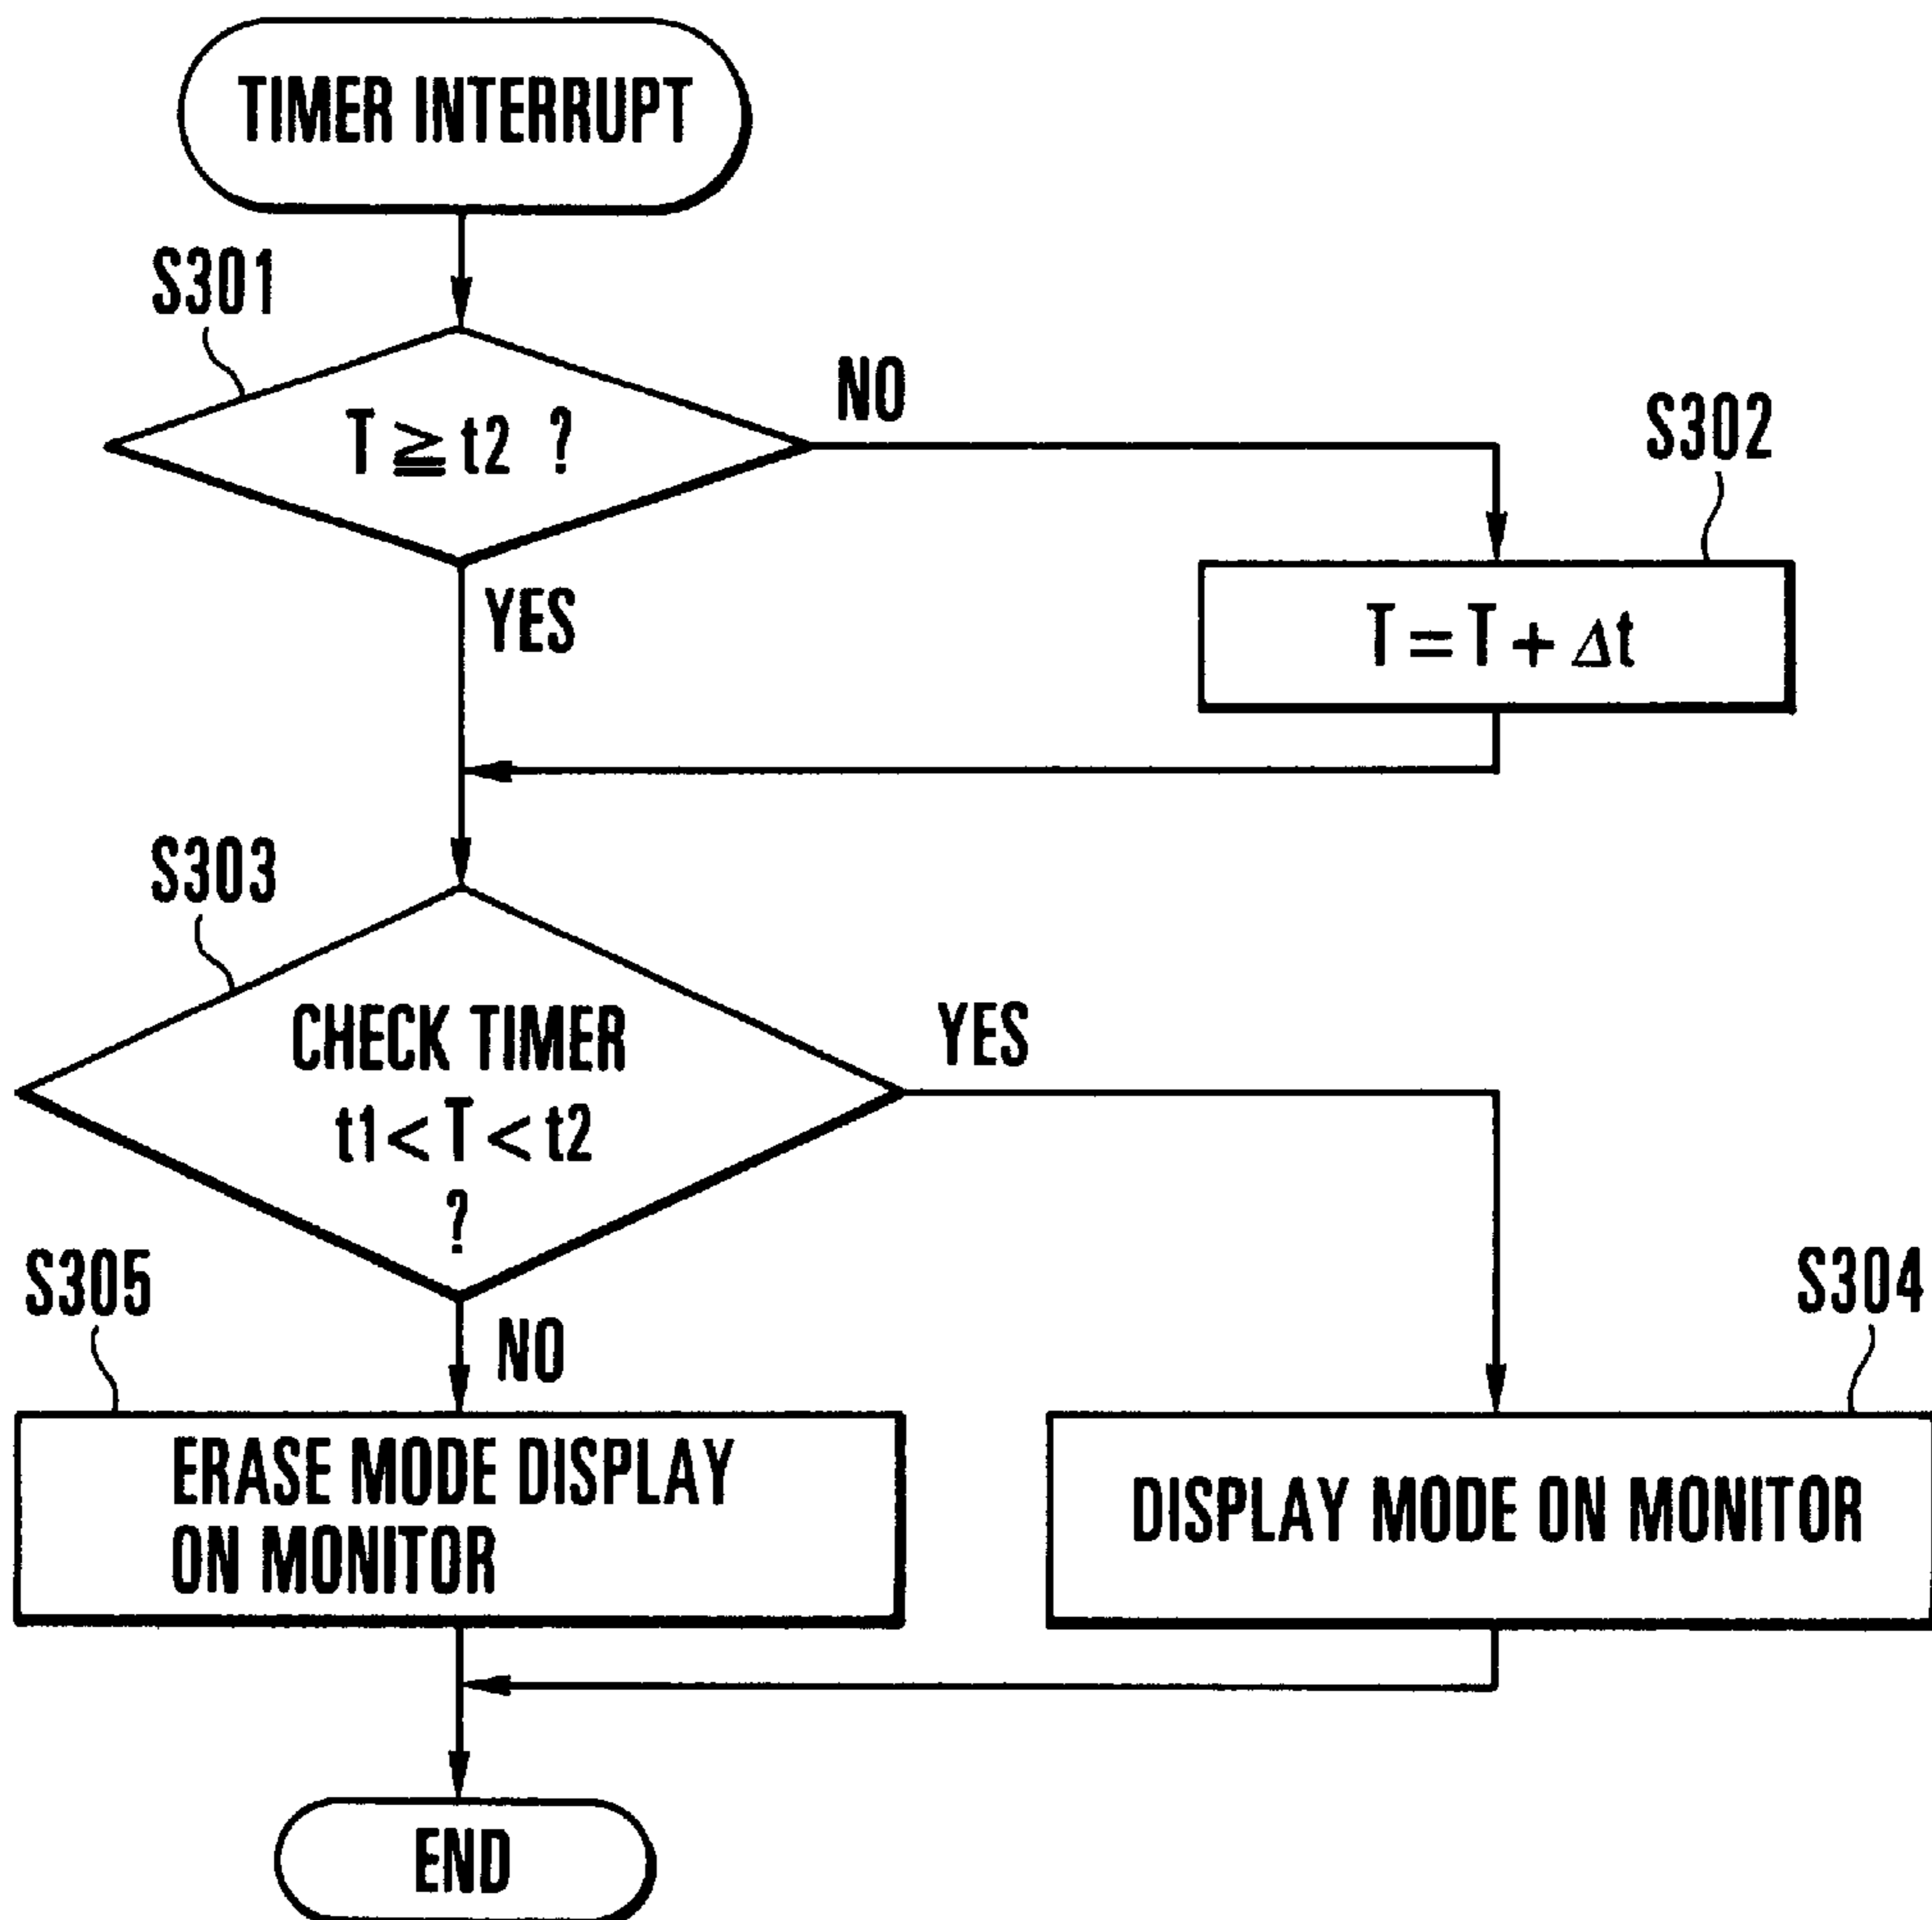 TIMER INTERRUPT
S301
T ≧ t2 ?
NO
S302
YES
T = T + Δt
S303
CHECK TIMER
t1 < T < t2
?
YES
S305
S304
NO
ERASE MODE DISPLAY
ON MONITOR
DISPLAY MODE ON MONITOR
END